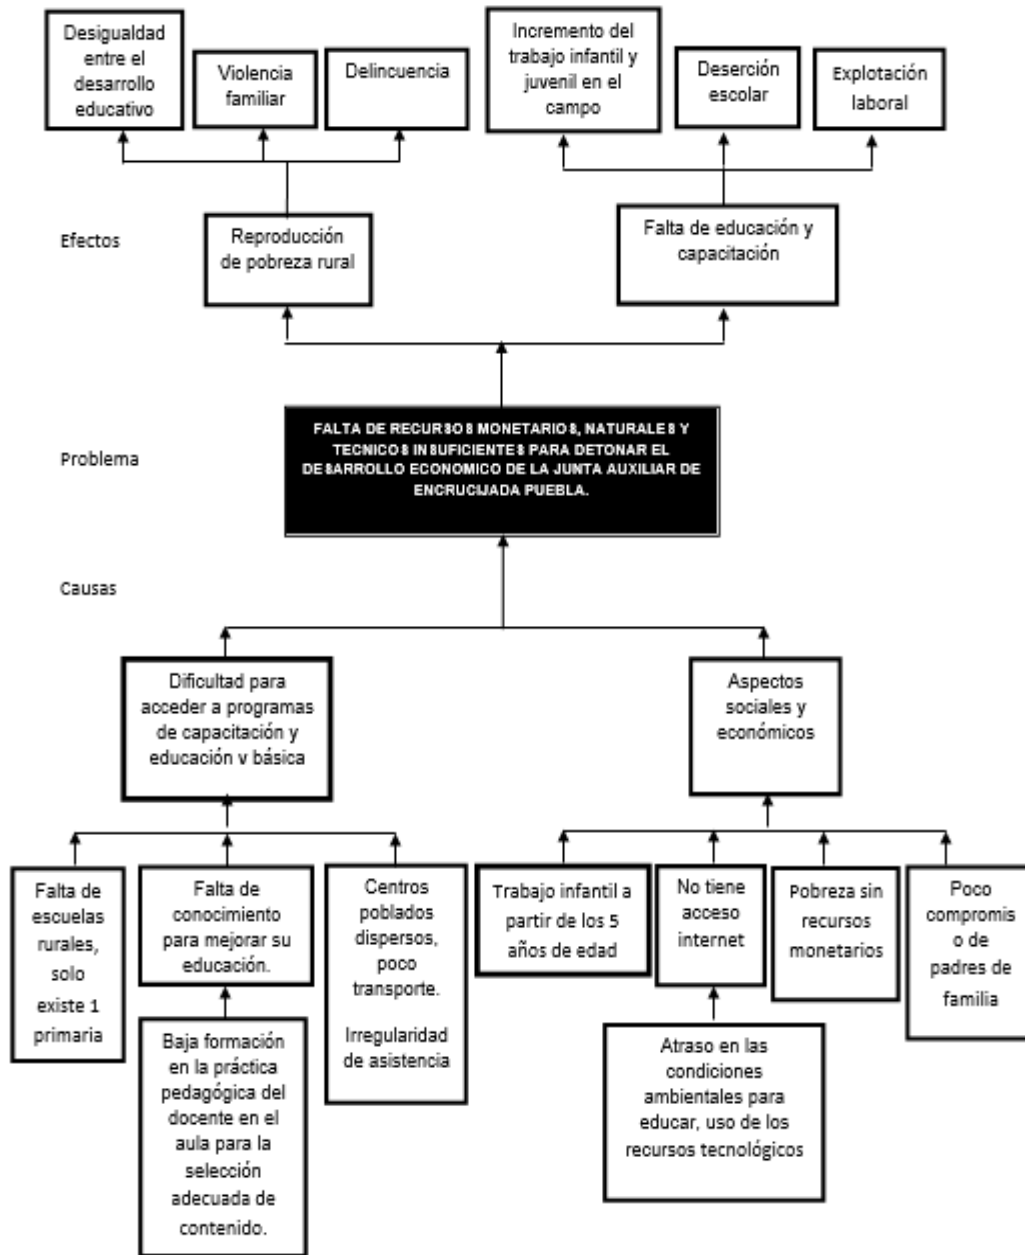 Desigualdad
entre el
desarrollo
educativo
Violencia
familiar
Delincuencia
Incremento del
trabajo infantil y
juvenil en el
campo
Deserción
escolar
Explotación
laboral
Efectos
Reproducción
de pobreza rural
Falta de educación y
capacitación
Problema
FALTA DE RECURSOS MONETARIOS, NATURALES Y
TECNICOS INSUFICIENTES PARA DETONAR EL
DESARROLLO ECONOMICO DE LA JUNTA AUXILIAR DE
ENCRUCIJADA PUEBLA.
Causas
Dificultad para
acceder a programas
de capacitación y
educación v básica
Aspectos
sociales y
económicos
Falta de
escuelas
rurales,
solo
existe 1
primaria
Falta de
conocimiento
para mejorar su
educación.
Centros
poblados
dispersos,
poco
transporte.
Irregularidad
de asistencia
Trabajo infantil a
partir de los 5
años de edad
No tiene
acceso
internet
Pobreza sin
recursos
monetarios
Poco
compromis
o de
padres de
familia
Baja formación
en la práctica
pedagógica del
docente en el
aula para la
selección
adecuada de
contenido.
Atraso en las
condiciones
ambientales para
educar, uso de los
recursos tecnológicos